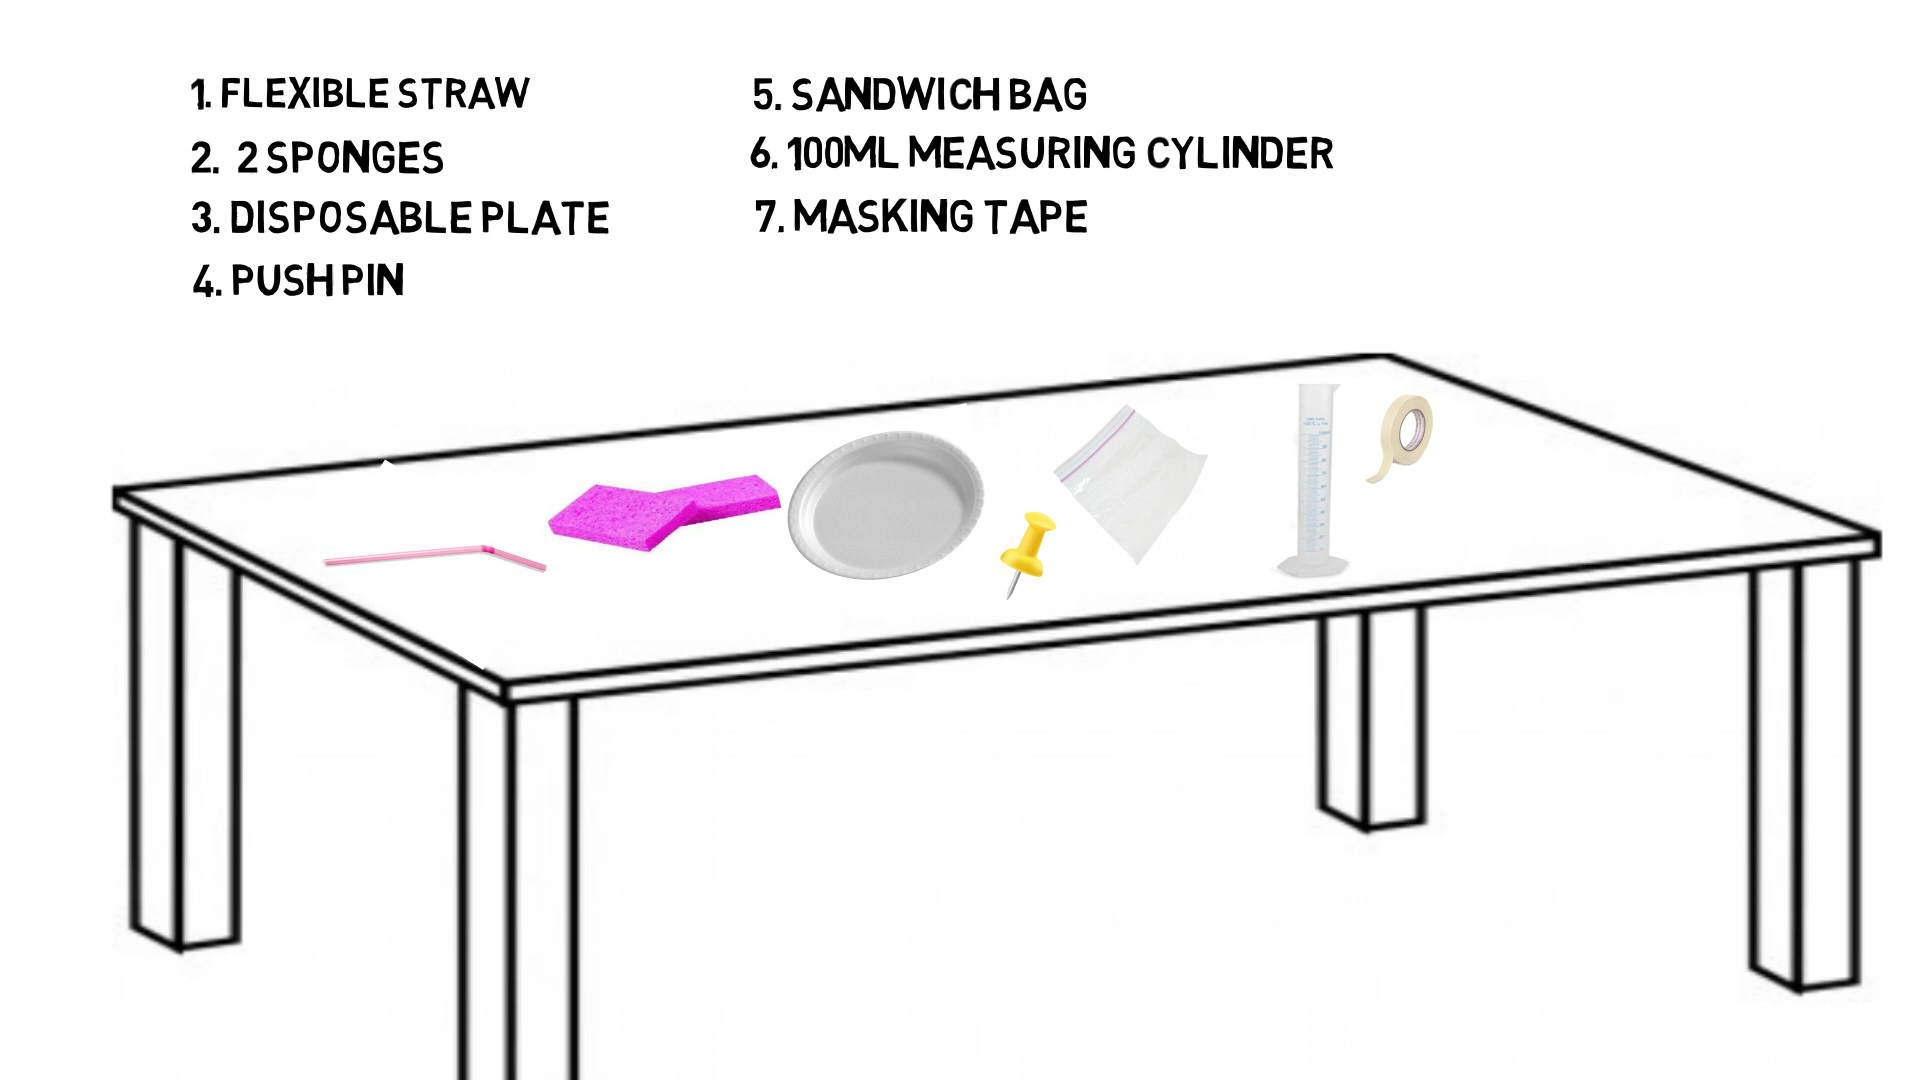 1. FLEXIBLE STRAW
2. 2 SPONGES
3. DISPOSABLE PLATE
4. PUSH PIN
5. SANDWICH BAG
6. 100ML MEASURING CYLINDER
7. MASKING TAPE